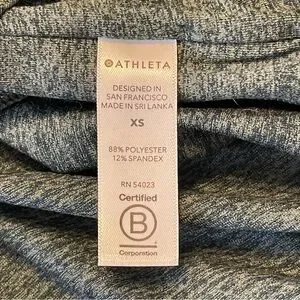 ATHLETA
DESIGNED IN
SAN FRANCISCO
MADE IN SRI LANKA
XS
88% POLYESTER
12% SPANDEX
RN 54023
Certified
B
Corporation